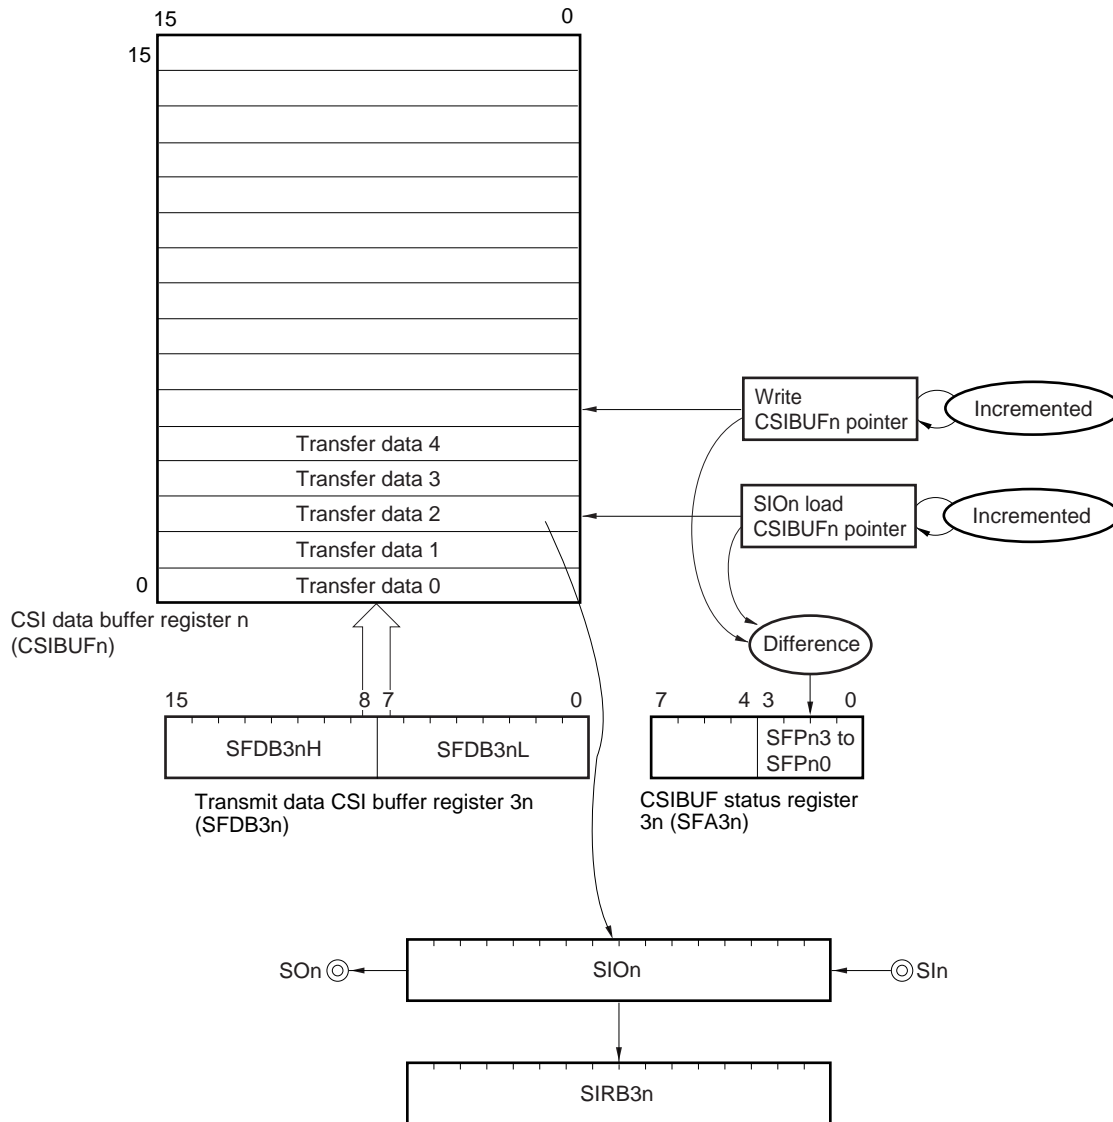 15 0
15
Write
CSIBUFn pointer
Incremented
Transfer data 4
Transfer data 3
Transfer data 2
SIOn load
CSIBUFn pointer
Incremented
Transfer data 1
0
Transfer data 0
CSI data buffer register n
(CSIBUFn)
Difference
15 8 7 0
7 4 3 0
SFDB3nH
SFDB3nL
SFPn3 to
SFPn0
Transmit data CSI buffer register 3n
(SFDB3n)
CSIBUF status register
3n (SFA3n)
SOn
SIOn
SIn
SIRB3n